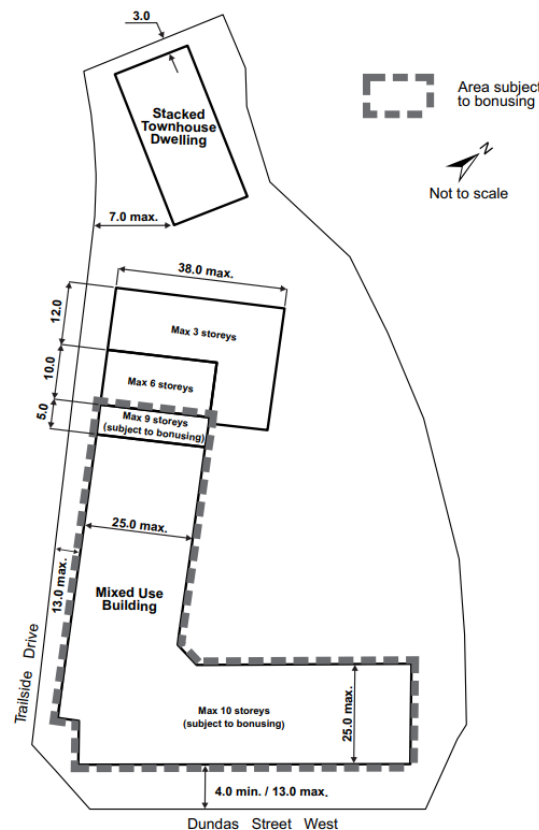 3.0
Stacked
Townhouse
Dwelling
Area subject
to bonusing
N
Not to scale
7.0 max.
38.0 max.
12.0
Max 3 storeys
10.0
Max 6 storeys
5.0
Max 9 storeys
(subject to bonusing)
25.0 max.
13.0 max.
Mixed Use
Building
Trailside Drive
Max 10 storeys
(subject to bonusing)
25.0 max.
4.0 min. / 13.0 max.
Dundas Street West